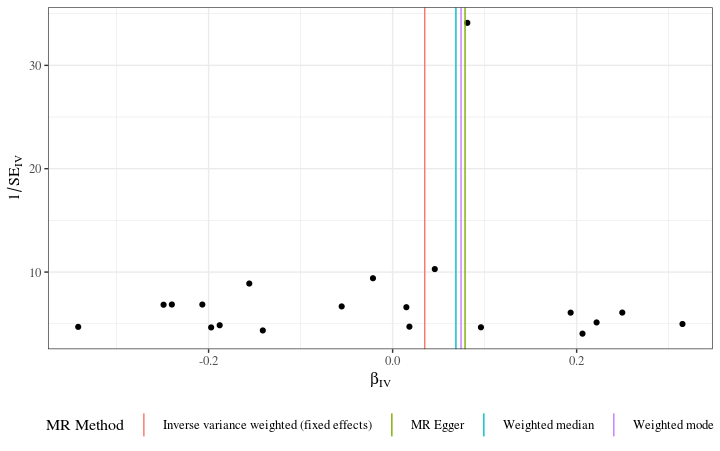 1/SE_IV
30
20
10
-0.2 0.0 0.2
β_IV
MR Method Inverse variance weighted (fixed effects) MR Egger Weighted median Weighted mode